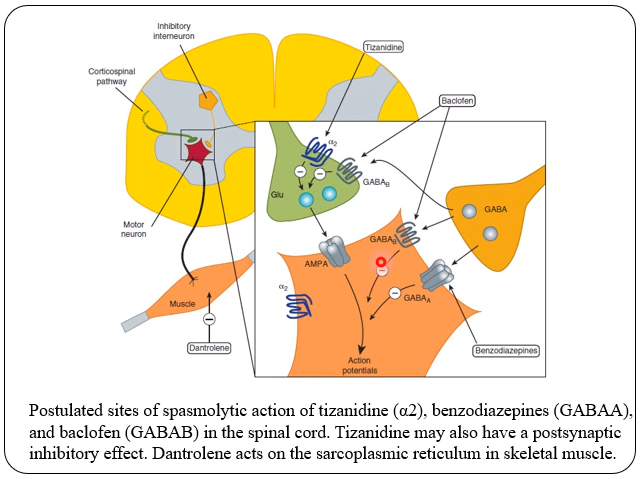 Inhibitory
interneuron
Tizanidine
Corticospinal
pathway
Baclofen
α2
GABAB
Glu
GABA
GABAB
AMPA
Motor
neuron
α2
GABAA
Muscle
Dantrolene
Benzodiazepines
Action
potentials
Postulated sites of spasmolytic action of tizanidine (α2), benzodiazepines (GABAA),
and baclofen (GABAB) in the spinal cord. Tizanidine may also have a postsynaptic
inhibitory effect. Dantrolene acts on the sarcoplasmic reticulum in skeletal muscle.